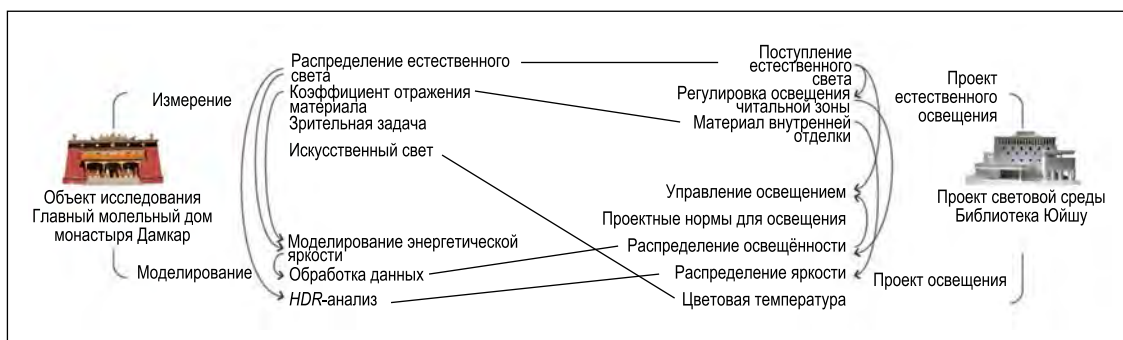 Измерение
Объект исследования
Главный молельный дом
монастыря Дамкар
Моделирование
Распределение естественного
света
Коэффициент отражения
материала
Зрительная задача
Искусственный свет
Моделирование энергетической
яркости
Обработка данных
HDR-анализ
Поступление
естественного
света
Регулировка освещения
читальной зоны
Материал внутренней
отделки
Управление освещением
Проектные нормы для освещения
Распределение освещённости
Распределение яркости
Цветовая температура
Проект
естественного
освещения
Проект световой среды
Библиотека Юйшу
Проект освещения